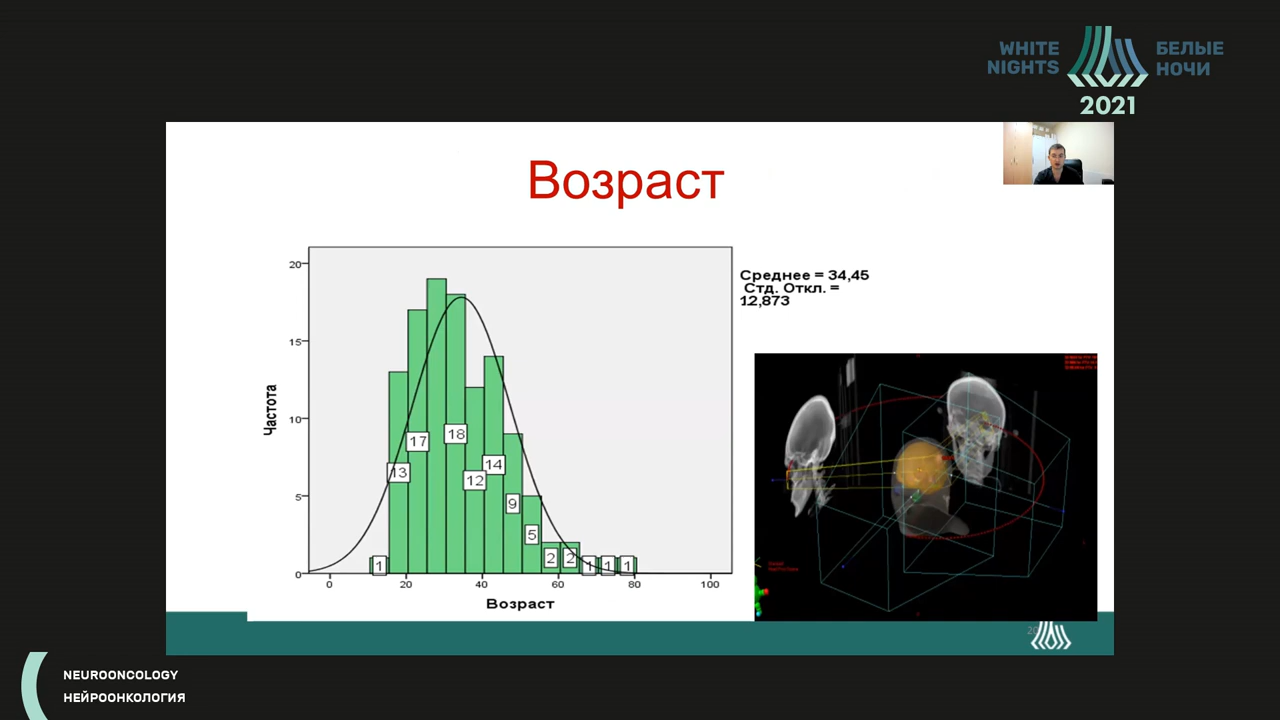 WHITE
NIGHTS
БЕЛЫЕ
НОЧИ
2021
Возраст
Среднее = 34,45
Стд. Откл. =
12,873
Частота
20
15
10
5
0
1
13
17
18
12
14
9
5
2
2
1
1
1
0
20
40
60
80
100
Возраст
NEUROONCOLOGY
НЕЙРООНКОЛОГИЯ